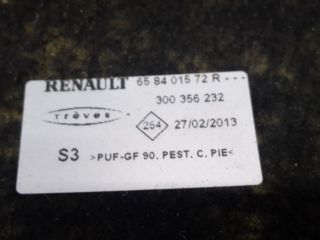 RENAULT 65 84 015 72 R - - -
300 356 232
Trèves 264 27/02/2013
S3 >PUF-GF 90, PEST. C. PIE<